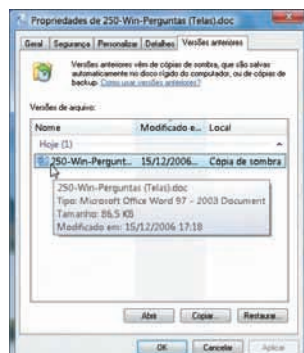 Propriedades de 250-Win-Perguntas (Telas).doc
Geral Segurança Personalizar Detalhes Versões anteriores
Versões anteriores vêm de cópias de sombra, que são salvas
automaticamente no disco rígido do computador, ou de cópias de
backup. Como usar versões anteriores?
Versões de arquivo:
Nome Modificado e... Local
Hoje (1)
250-Win-Pergunt... 15/12/2006... Cópia de sombra
250-Win-Perguntas (Telas).doc
Tipo: Microsoft Office Word 97 - 2003 Document
Tamanho: 86,5 KB
Modificado em: 15/12/2006 17:18
Abrir Copiar... Restaurar...
OK Cancelar Aplicar